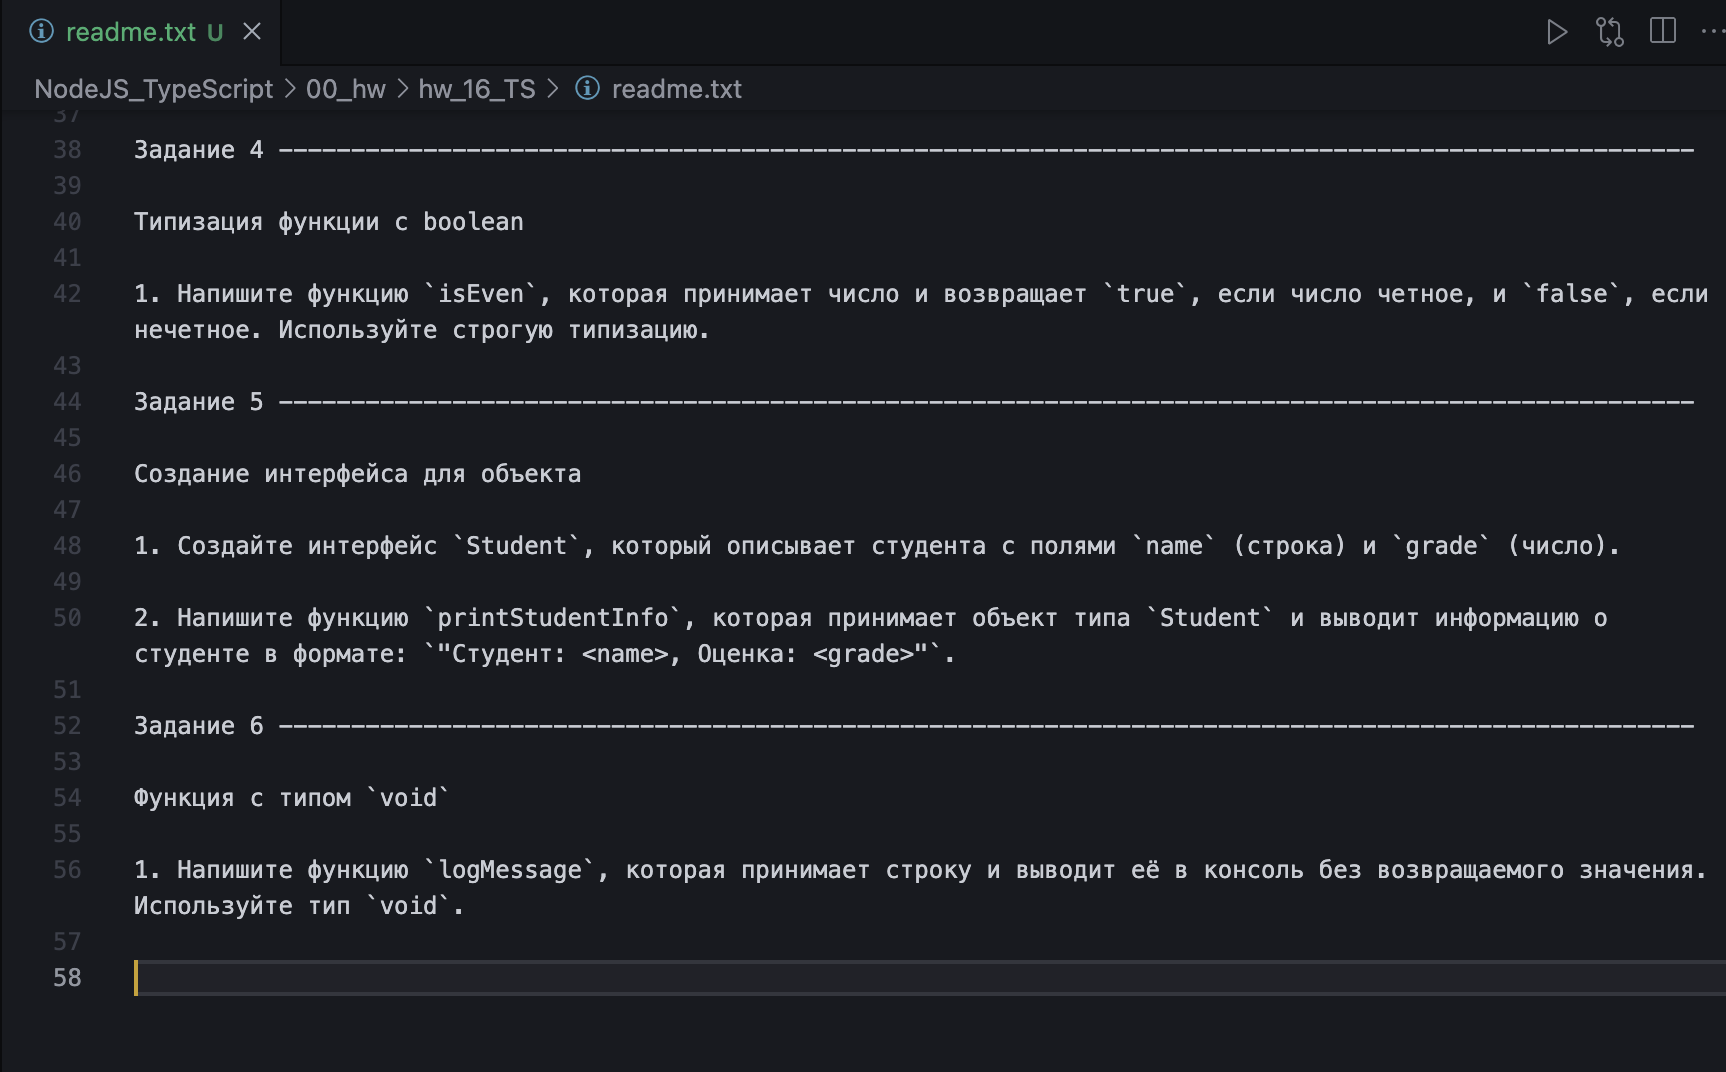 readme.txt U
NodeJS_TypeScript > 00_hw > hw_16_TS > readme.txt
37
38 Задание 4 --------------------------------------------------------------------------------------------------
39
40 Типизация функции с boolean
41
42 1. Напишите функцию `isEven`, которая принимает число и возвращает `true`, если число четное, и `false`, если
нечетное. Используйте строгую типизацию.
43
44 Задание 5 --------------------------------------------------------------------------------------------------
45
46 Создание интерфейса для объекта
47
48 1. Создайте интерфейс `Student`, который описывает студента с полями `name` (строка) и `grade` (число).
49
50 2. Напишите функцию `printStudentInfo`, которая принимает объект типа `Student` и выводит информацию о
студенте в формате: `"Студент: <name>, Оценка: <grade>"`.
51
52 Задание 6 --------------------------------------------------------------------------------------------------
53
54 Функция с типом `void`
55
56 1. Напишите функцию `logMessage`, которая принимает строку и выводит её в консоль без возвращаемого значения.
Используйте тип `void`.
57
58